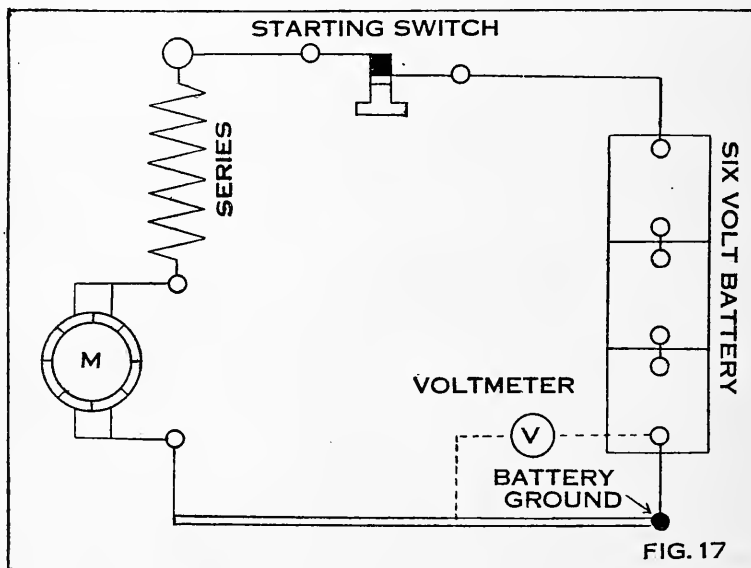 STARTING SWITCH
SERIES
SIX VOLT BATTERY
M
VOLTMETER
V
BATTERY
GROUND
FIG. 17